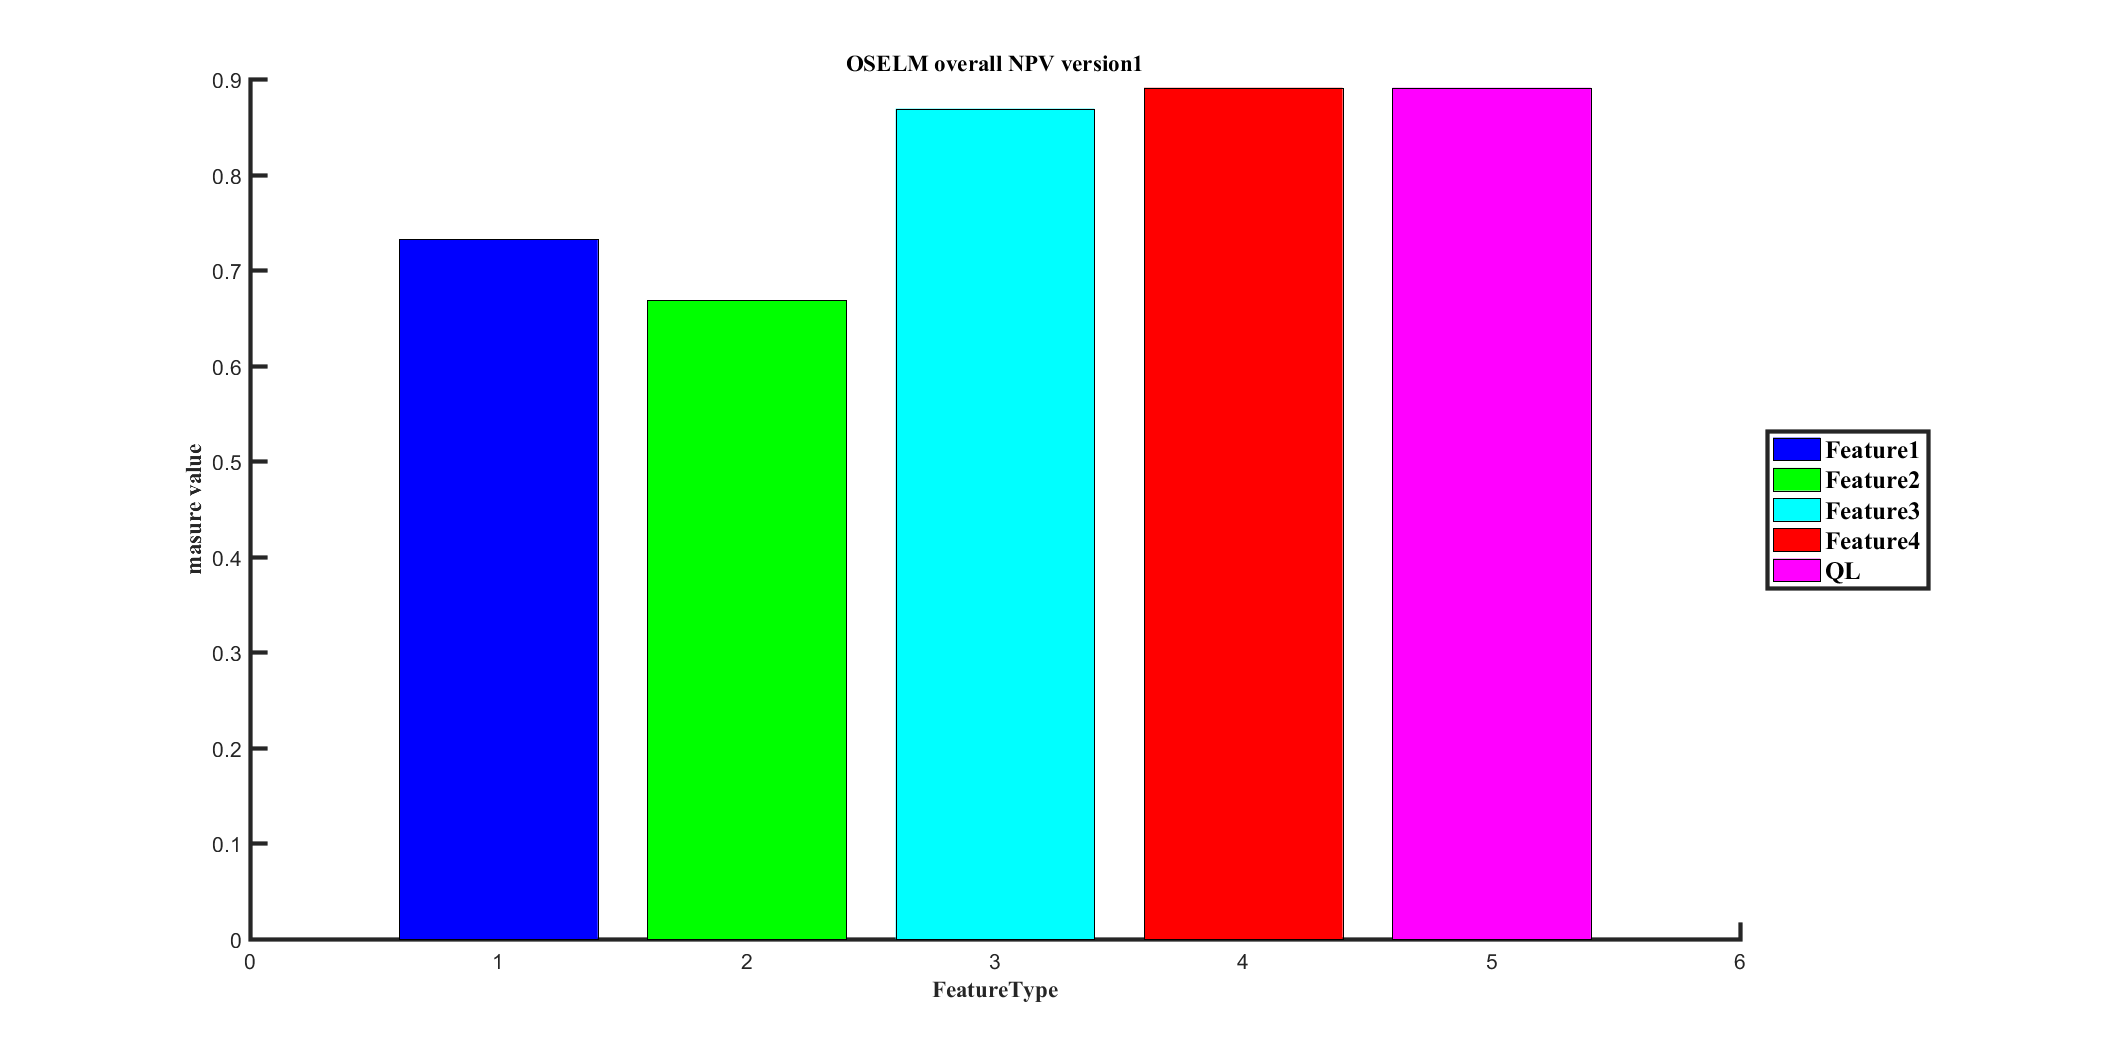 OSELM overall NPV version1
0.9
0.8
0.7
0.6
0.5
0.4
0.3
0.2
0.1
0
masure value
0 1 2 3 4 5 6
FeatureType
Feature1
Feature2
Feature3
Feature4
QL